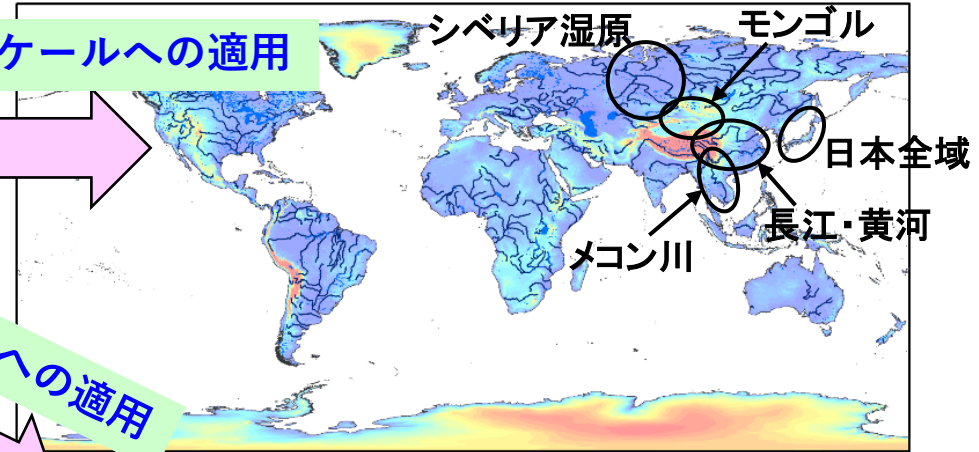 ケールへの適用
シベリア湿原
モンゴル
日本全域
長江・黄河
メコン川
への適用